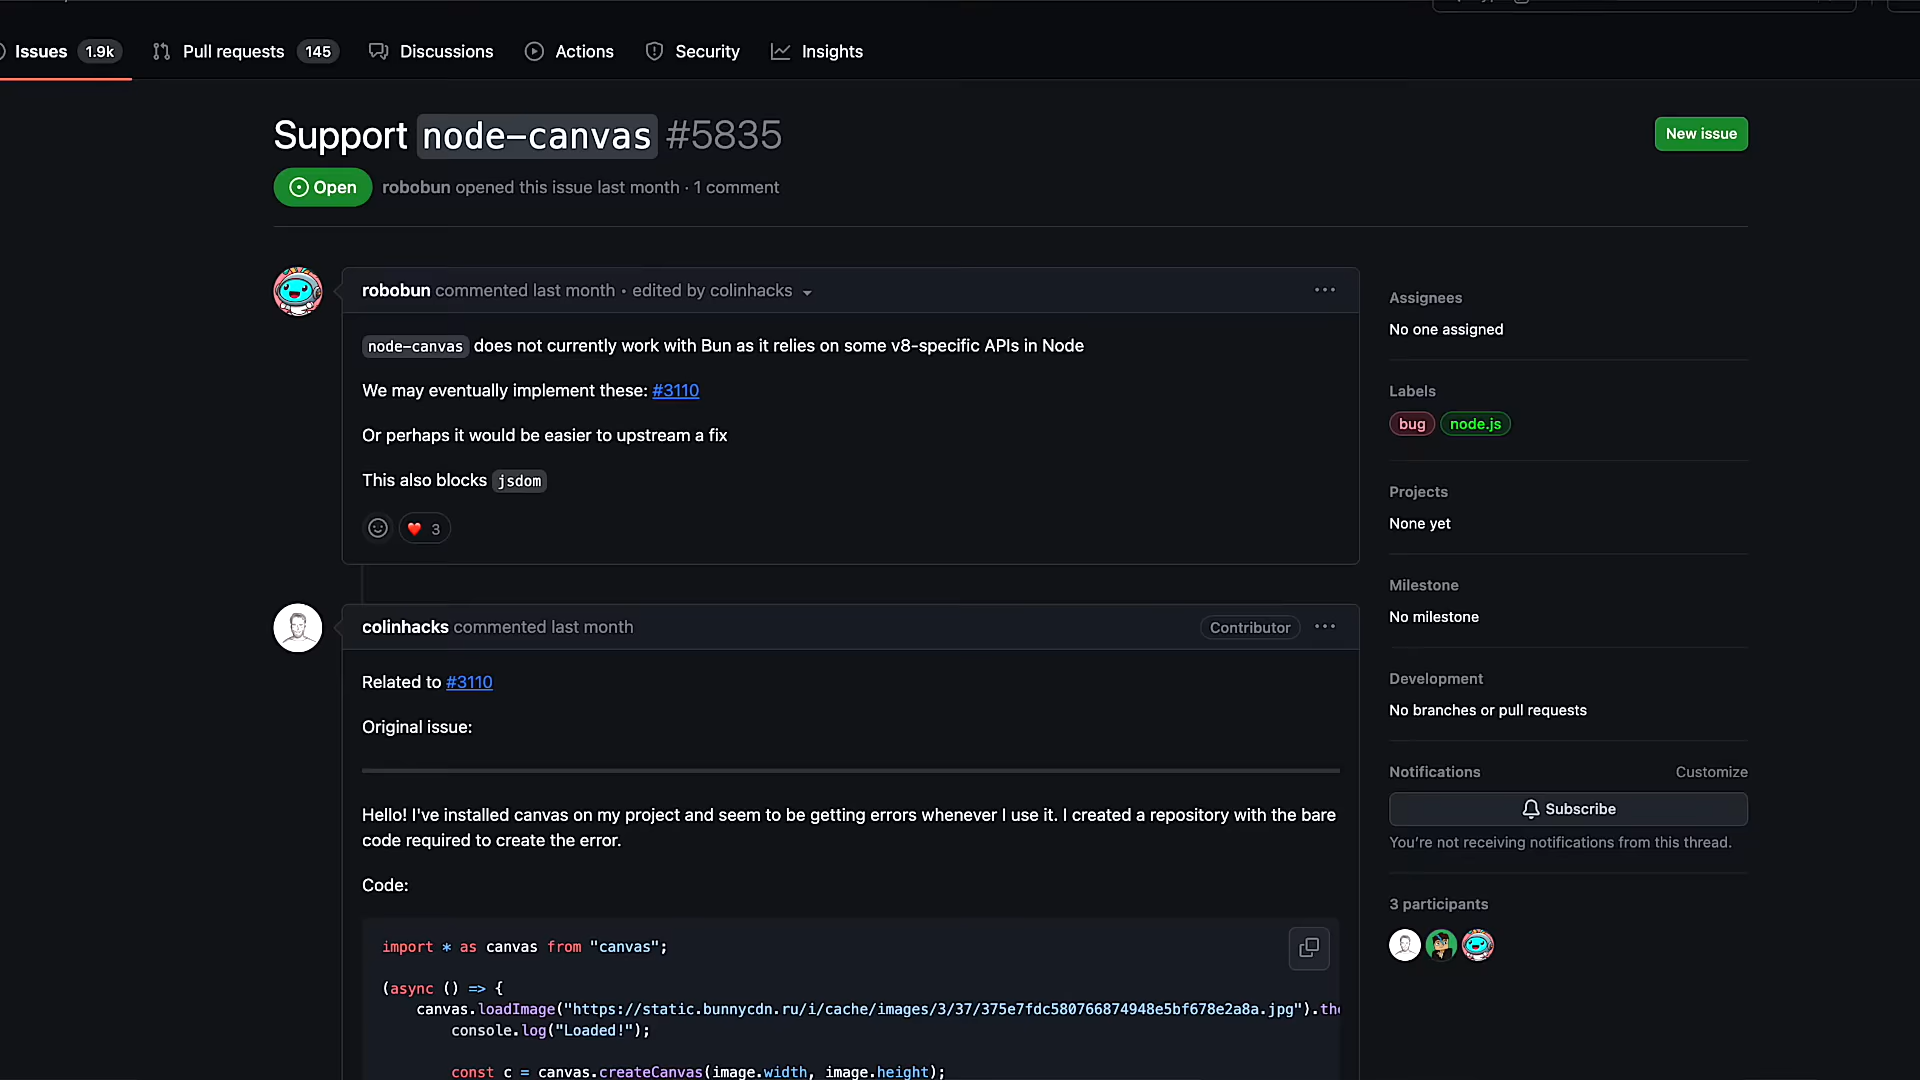 Issues 1.9k Pull requests 145 Discussions Actions Security Insights
Support node-canvas #5835
New issue
Open robobun opened this issue last month · 1 comment
robobun commented last month • edited by colinhacks
node-canvas does not currently work with Bun as it relies on some v8-specific APIs in Node
We may eventually implement these: #3110
Or perhaps it would be easier to upstream a fix
This also blocks jsdom
3
colinhacks commented last month Contributor
Related to #3110
Original issue:
Hello! I've installed canvas on my project and seem to be getting errors whenever I use it. I created a repository with the bare
code required to create the error.
Code:
import * as canvas from "canvas";
(async () => {
canvas.loadImage("https://static.bunnycdn.ru/i/cache/images/3/37/375e7fdc580766874948e5bf678e2a8a.jpg").the
console.log("Loaded!");
const c = canvas.createCanvas(image.width, image.height);
Assignees
No one assigned
Labels
bug node.js
Projects
None yet
Milestone
No milestone
Development
No branches or pull requests
Notifications Customize
Subscribe
You're not receiving notifications from this thread.
3 participants